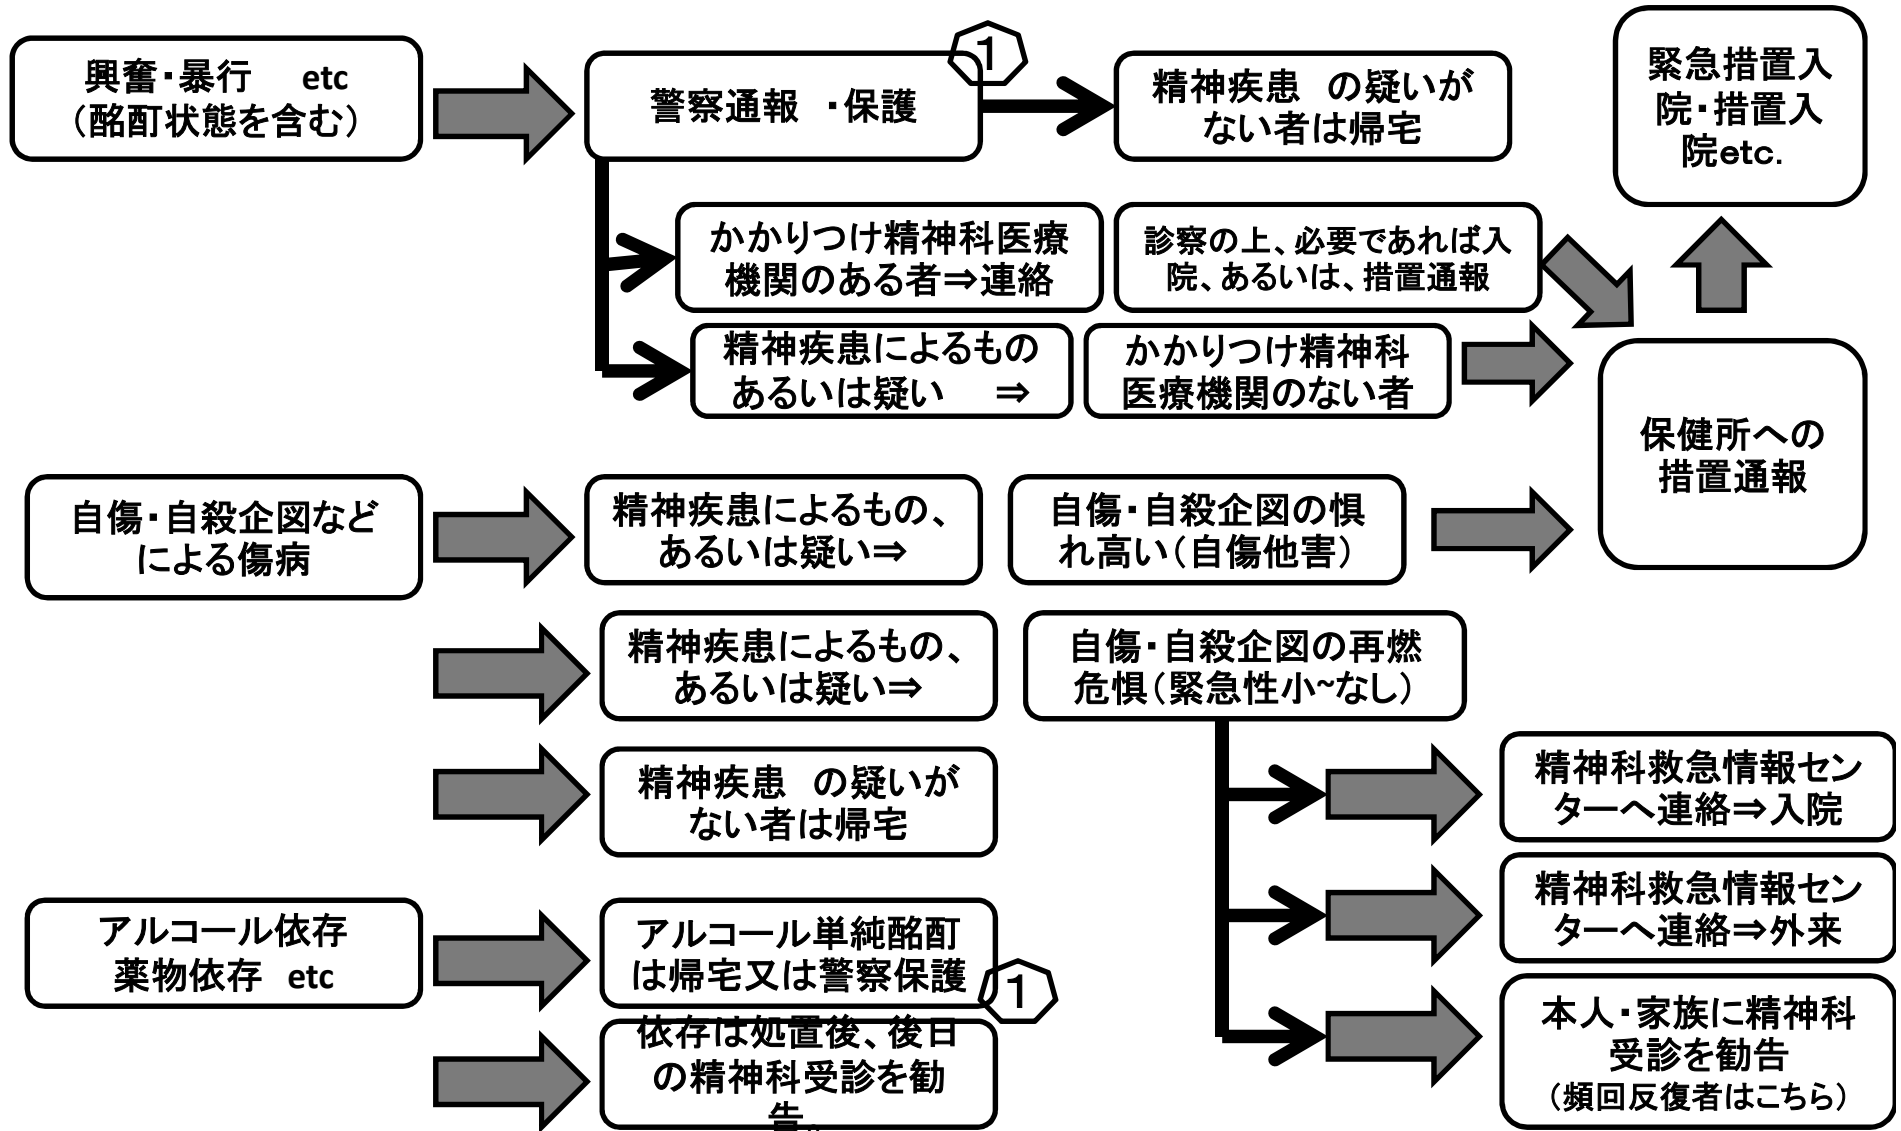 興奮・暴行 etc
(酩酊状態を含む)
警察通報 ・保護
1
精神疾患 の疑いが
ない者は帰宅
緊急措置入
院・措置入
院etc.
かかりつけ精神科医療
機関のある者⇒連絡
診察の上、必要であれば入
院、あるいは、措置通報
精神疾患によるもの
あるいは疑い ⇒
かかりつけ精神科
医療機関のない者
保健所への
措置通報
自傷・自殺企図など
による傷病
精神疾患によるもの、
あるいは疑い⇒
自傷・自殺企図の惧
れ高い(自傷他害)
精神疾患によるもの、
あるいは疑い⇒
自傷・自殺企図の再燃
危惧(緊急性小~なし)
精神疾患 の疑いが
ない者は帰宅
精神科救急情報セン
ターへ連絡⇒入院
精神科救急情報セン
ターへ連絡⇒外来
本人・家族に精神科
受診を勧告
(頻回反復者はこちら)
アルコール依存
薬物依存 etc
アルコール単純酩酊
は帰宅又は警察保護
1
依存は処置後、後日
の精神科受診を勧
告。